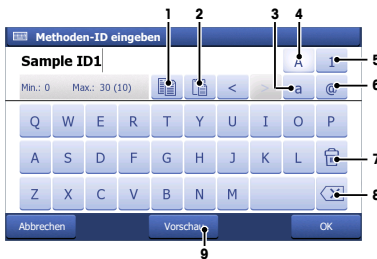 1 2 3 4
Methoden-ID eingeben
Sample ID1 A 1 5
Min.: 0 Max.: 30 (10) < > a @ 6
Q W E R T Y U I O P
A S D F G H J K L 7
Z X C V B N M 8
Abbrechen Vorschau OK
9